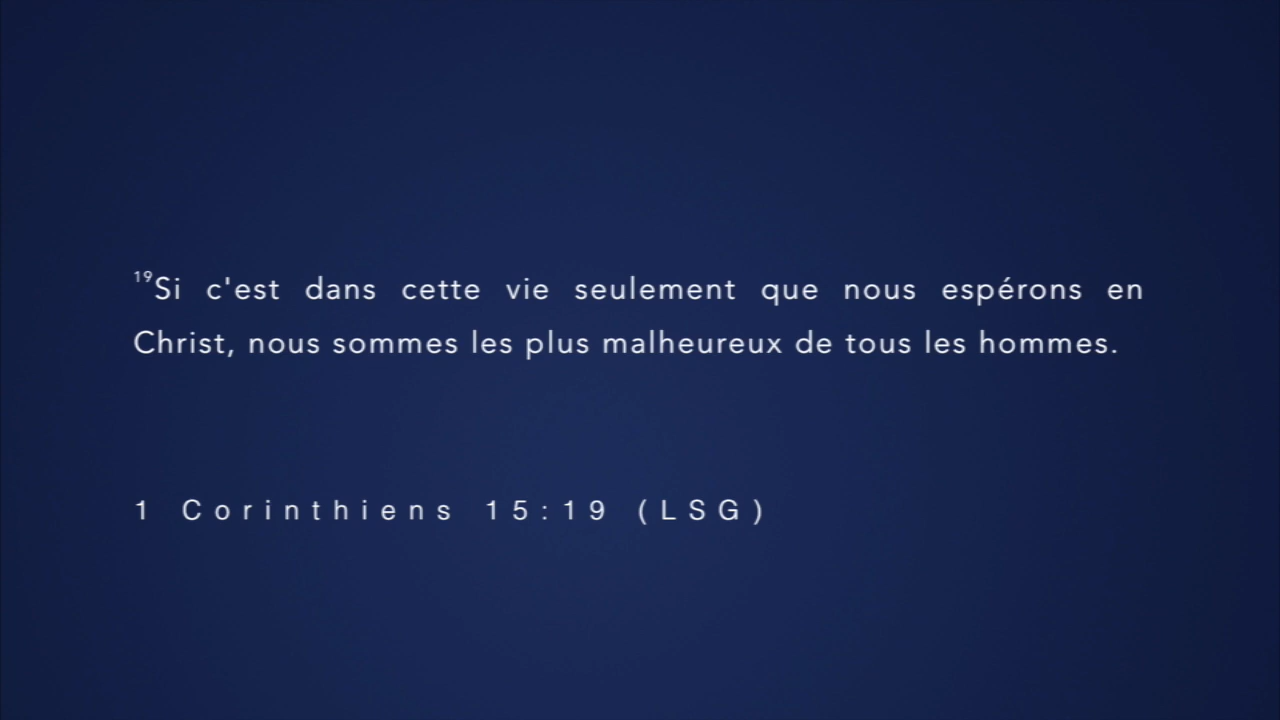 19Si c'est dans cette vie seulement que nous espérons en
Christ, nous sommes les plus malheureux de tous les hommes.
1 Corinthiens 15:19 (LSG)